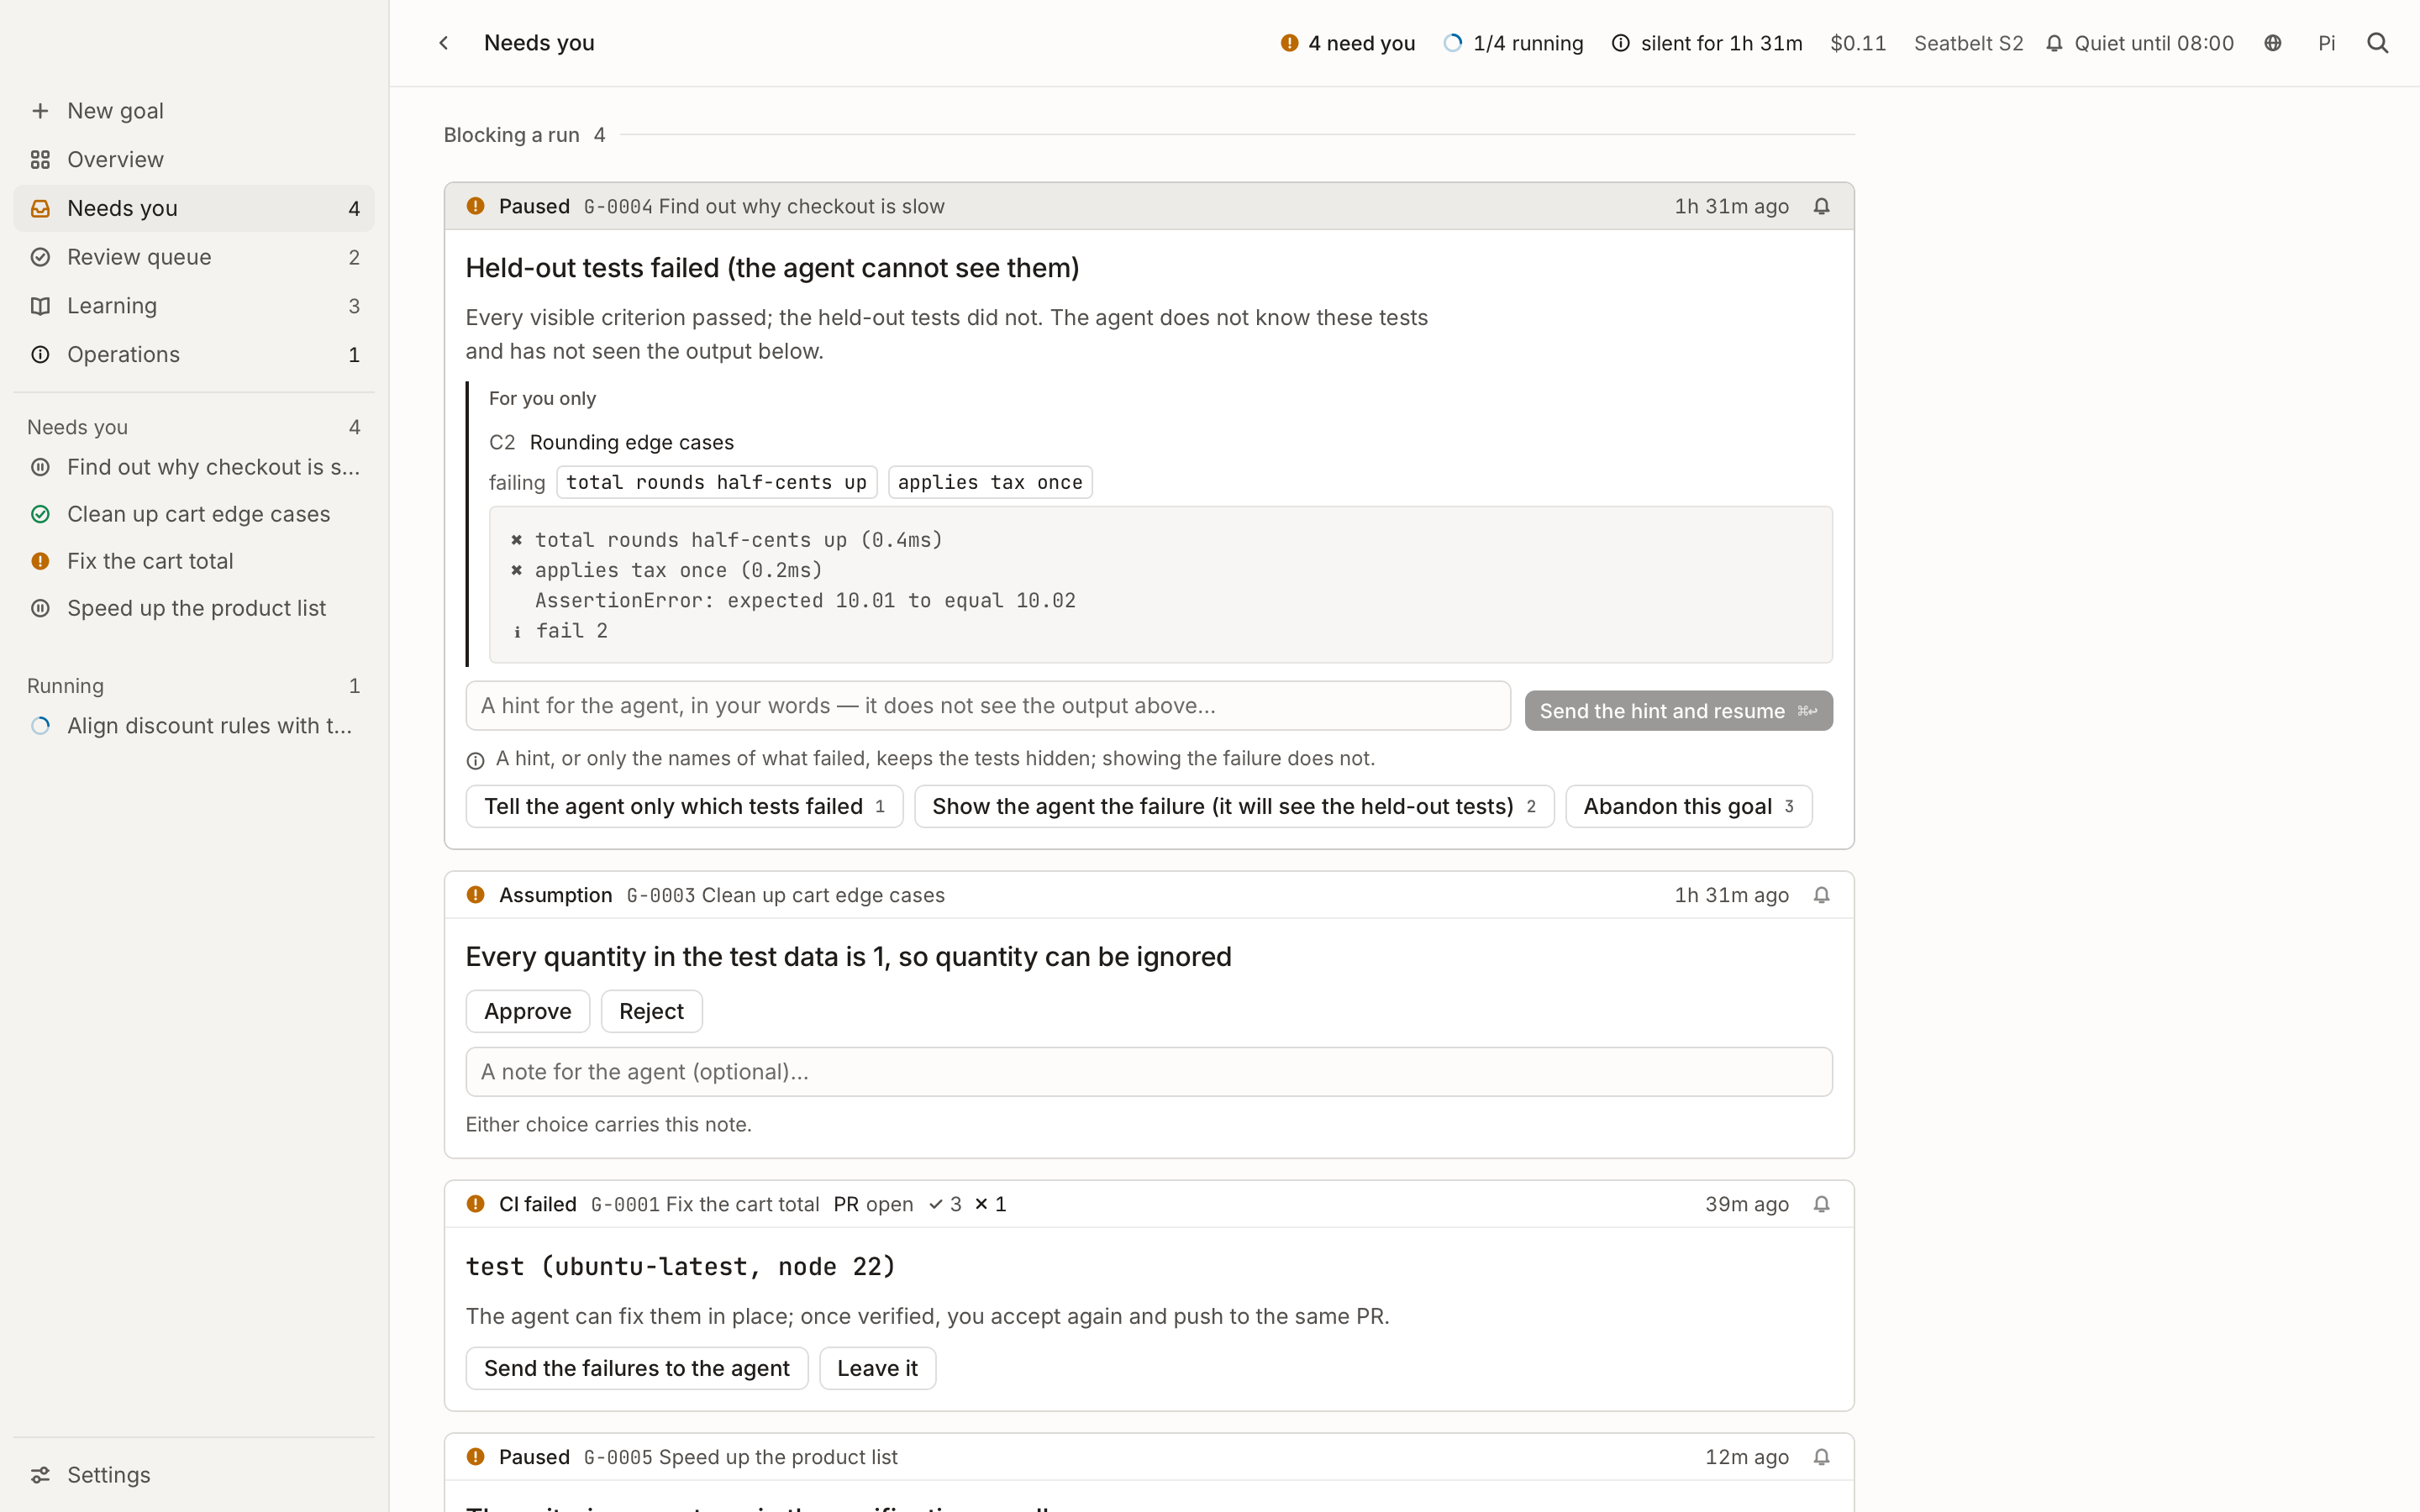 New goal
Overview
Needs you 4
Review queue 2
Learning 3
Operations 1
Needs you 4
Find out why checkout is s...
Clean up cart edge cases
Fix the cart total
Speed up the product list
Running 1
Align discount rules with t...
Settings
Needs you
4 need you 1/4 running silent for 1h 31m $0.11 Seatbelt S2 Quiet until 08:00 Pi
Blocking a run 4
Paused G-0004 Find out why checkout is slow 1h 31m ago
Held-out tests failed (the agent cannot see them)
Every visible criterion passed; the held-out tests did not. The agent does not know these tests
and has not seen the output below.
For you only
C2 Rounding edge cases
failing total rounds half-cents up applies tax once
✖ total rounds half-cents up (0.4ms)
✖ applies tax once (0.2ms)
AssertionError: expected 10.01 to equal 10.02
ℹ fail 2
A hint for the agent, in your words — it does not see the output above...
Send the hint and resume ⌘↩
A hint, or only the names of what failed, keeps the tests hidden; showing the failure does not.
Tell the agent only which tests failed 1 Show the agent the failure (it will see the held-out tests) 2 Abandon this goal 3
Assumption G-0003 Clean up cart edge cases 1h 31m ago
Every quantity in the test data is 1, so quantity can be ignored
Approve Reject
A note for the agent (optional)...
Either choice carries this note.
CI failed G-0001 Fix the cart total PR open ✓ 3 ✕ 1 39m ago
test (ubuntu-latest, node 22)
The agent can fix them in place; once verified, you accept again and push to the same PR.
Send the failures to the agent Leave it
Paused G-0005 Speed up the product list 12m ago